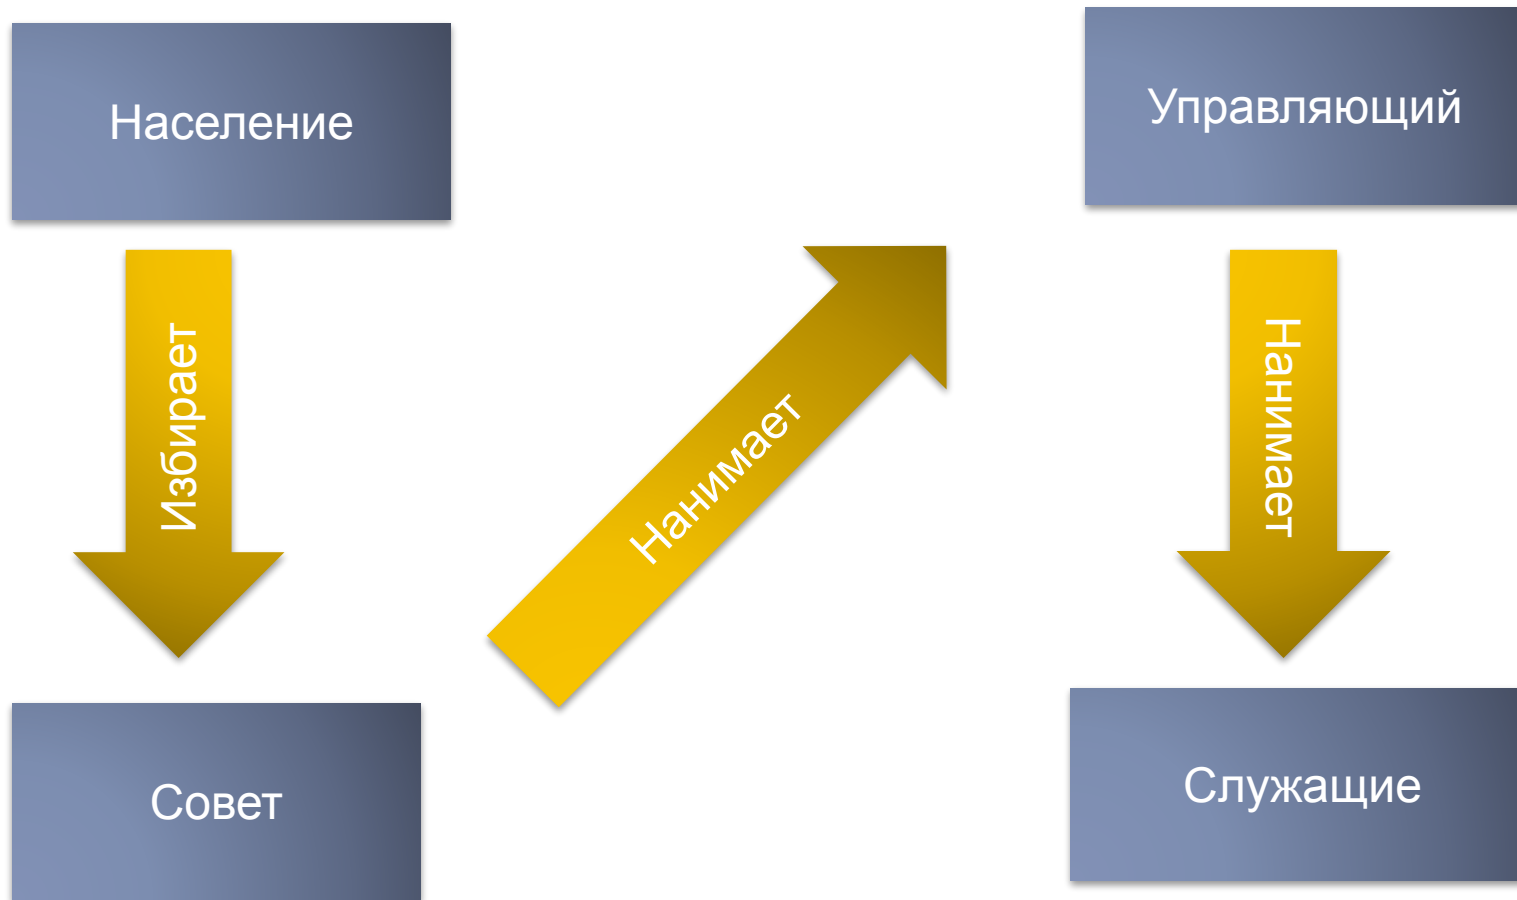 Население
Управляющий
Избирает
Нанимает
Нанимает
Совет
Служащие